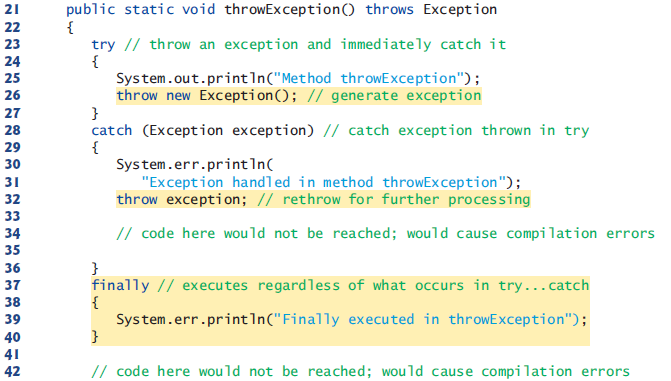 21 public static void throwException() throws Exception
22 {
23 try // throw an exception and immediately catch it
24 {
25 System.out.println("Method throwException");
26 throw new Exception(); // generate exception
27 }
28 catch (Exception exception) // catch exception thrown in try
29 {
30 System.err.println(
31 "Exception handled in method throwException");
32 throw exception; // rethrow for further processing
33
34 // code here would not be reached; would cause compilation errors
35
36 }
37 finally // executes regardless of what occurs in try...catch
38 {
39 System.err.println("Finally executed in throwException");
40 }
41
42 // code here would not be reached; would cause compilation errors